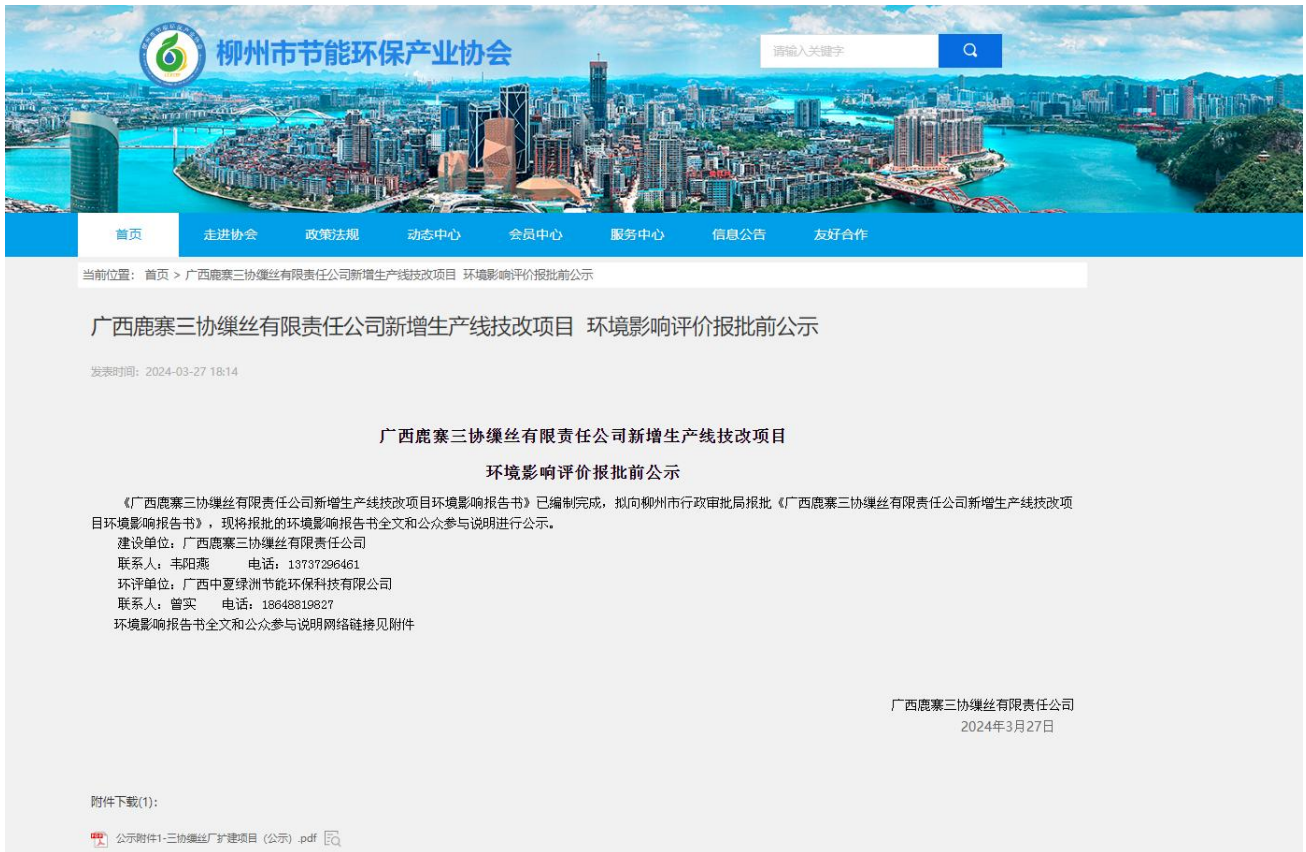 柳州市节能环保产业协会
请输入关键字
首页 走进协会 政策法规 动态中心 会员中心 服务中心 信息公告 友好合作
当前位置： 首页 > 广西鹿寨三协缫丝有限责任公司新增生产线技改项目 环境影响评价报批前公示
广西鹿寨三协缫丝有限责任公司新增生产线技改项目 环境影响评价报批前公示
发表时间：2024-03-27 18:14
广西鹿寨三协缫丝有限责任公司新增生产线技改项目
环境影响评价报批前公示
《广西鹿寨三协缫丝有限责任公司新增生产线技改项目环境影响报告书》已编制完成，拟向柳州市行政审批局报批《广西鹿寨三协缫丝有限责任公司新增生产线技改项
目环境影响报告书》，现将报批的环境影响报告书全文和公众参与说明进行公示。
建设单位：广西鹿寨三协缫丝有限责任公司
联系人：韦阳燕 电话：13737296461
环评单位：广西中夏绿洲节能环保科技有限公司
联系人：曾实 电话：18648819827
环境影响报告书全文和公众参与说明网络链接见附件
广西鹿寨三协缫丝有限责任公司
2024年3月27日
附件下载(1)：
公示附件1-三协缫丝厂扩建项目（公示）.pdf